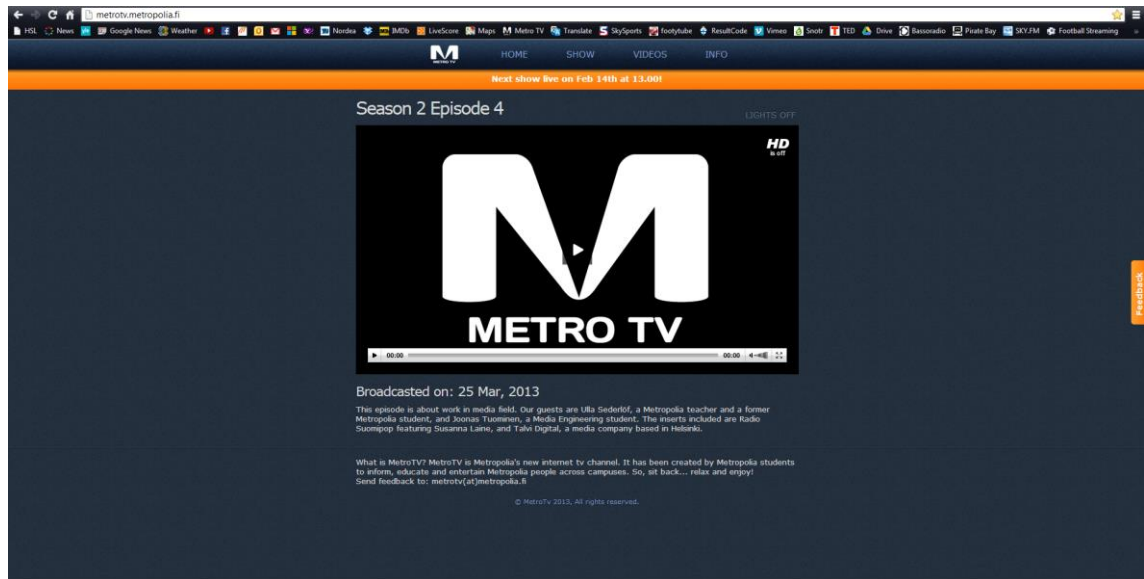 metrotv.metropolia.fi
HSL News Google News Weather Nordea IMDb LiveScore Maps Metro TV Translate SkySports footytube ResultCode Vimeo Snotr TED Drive Bassoradio Pirate Bay SKY.FM Football Streaming
METRO TV HOME SHOW VIDEOS INFO
Next show live on Feb 14th at 13.00!
Season 2 Episode 4
LIGHTS OFF
HD
is off
METRO TV
00:00 00:00
Feedback
Broadcasted on: 25 Mar, 2013
This episode is about work in media field. Our guests are Ulla Sederlöf, a Metropolia teacher and a former
Metropolia student, and Joonas Tuominen, a Media Engineering student. The inserts included are Radio
Suomipop featuring Susanna Laine, and Talvi Digital, a media company based in Helsinki.
What is MetroTV? MetroTV is Metropolia's new internet tv channel. It has been created by Metropolia students
to inform, educate and entertain Metropolia people across campuses. So, sit back... relax and enjoy!
Send feedback to: metrotv(at)metropolia.fi
© MetroTv 2013, All rights reserved.